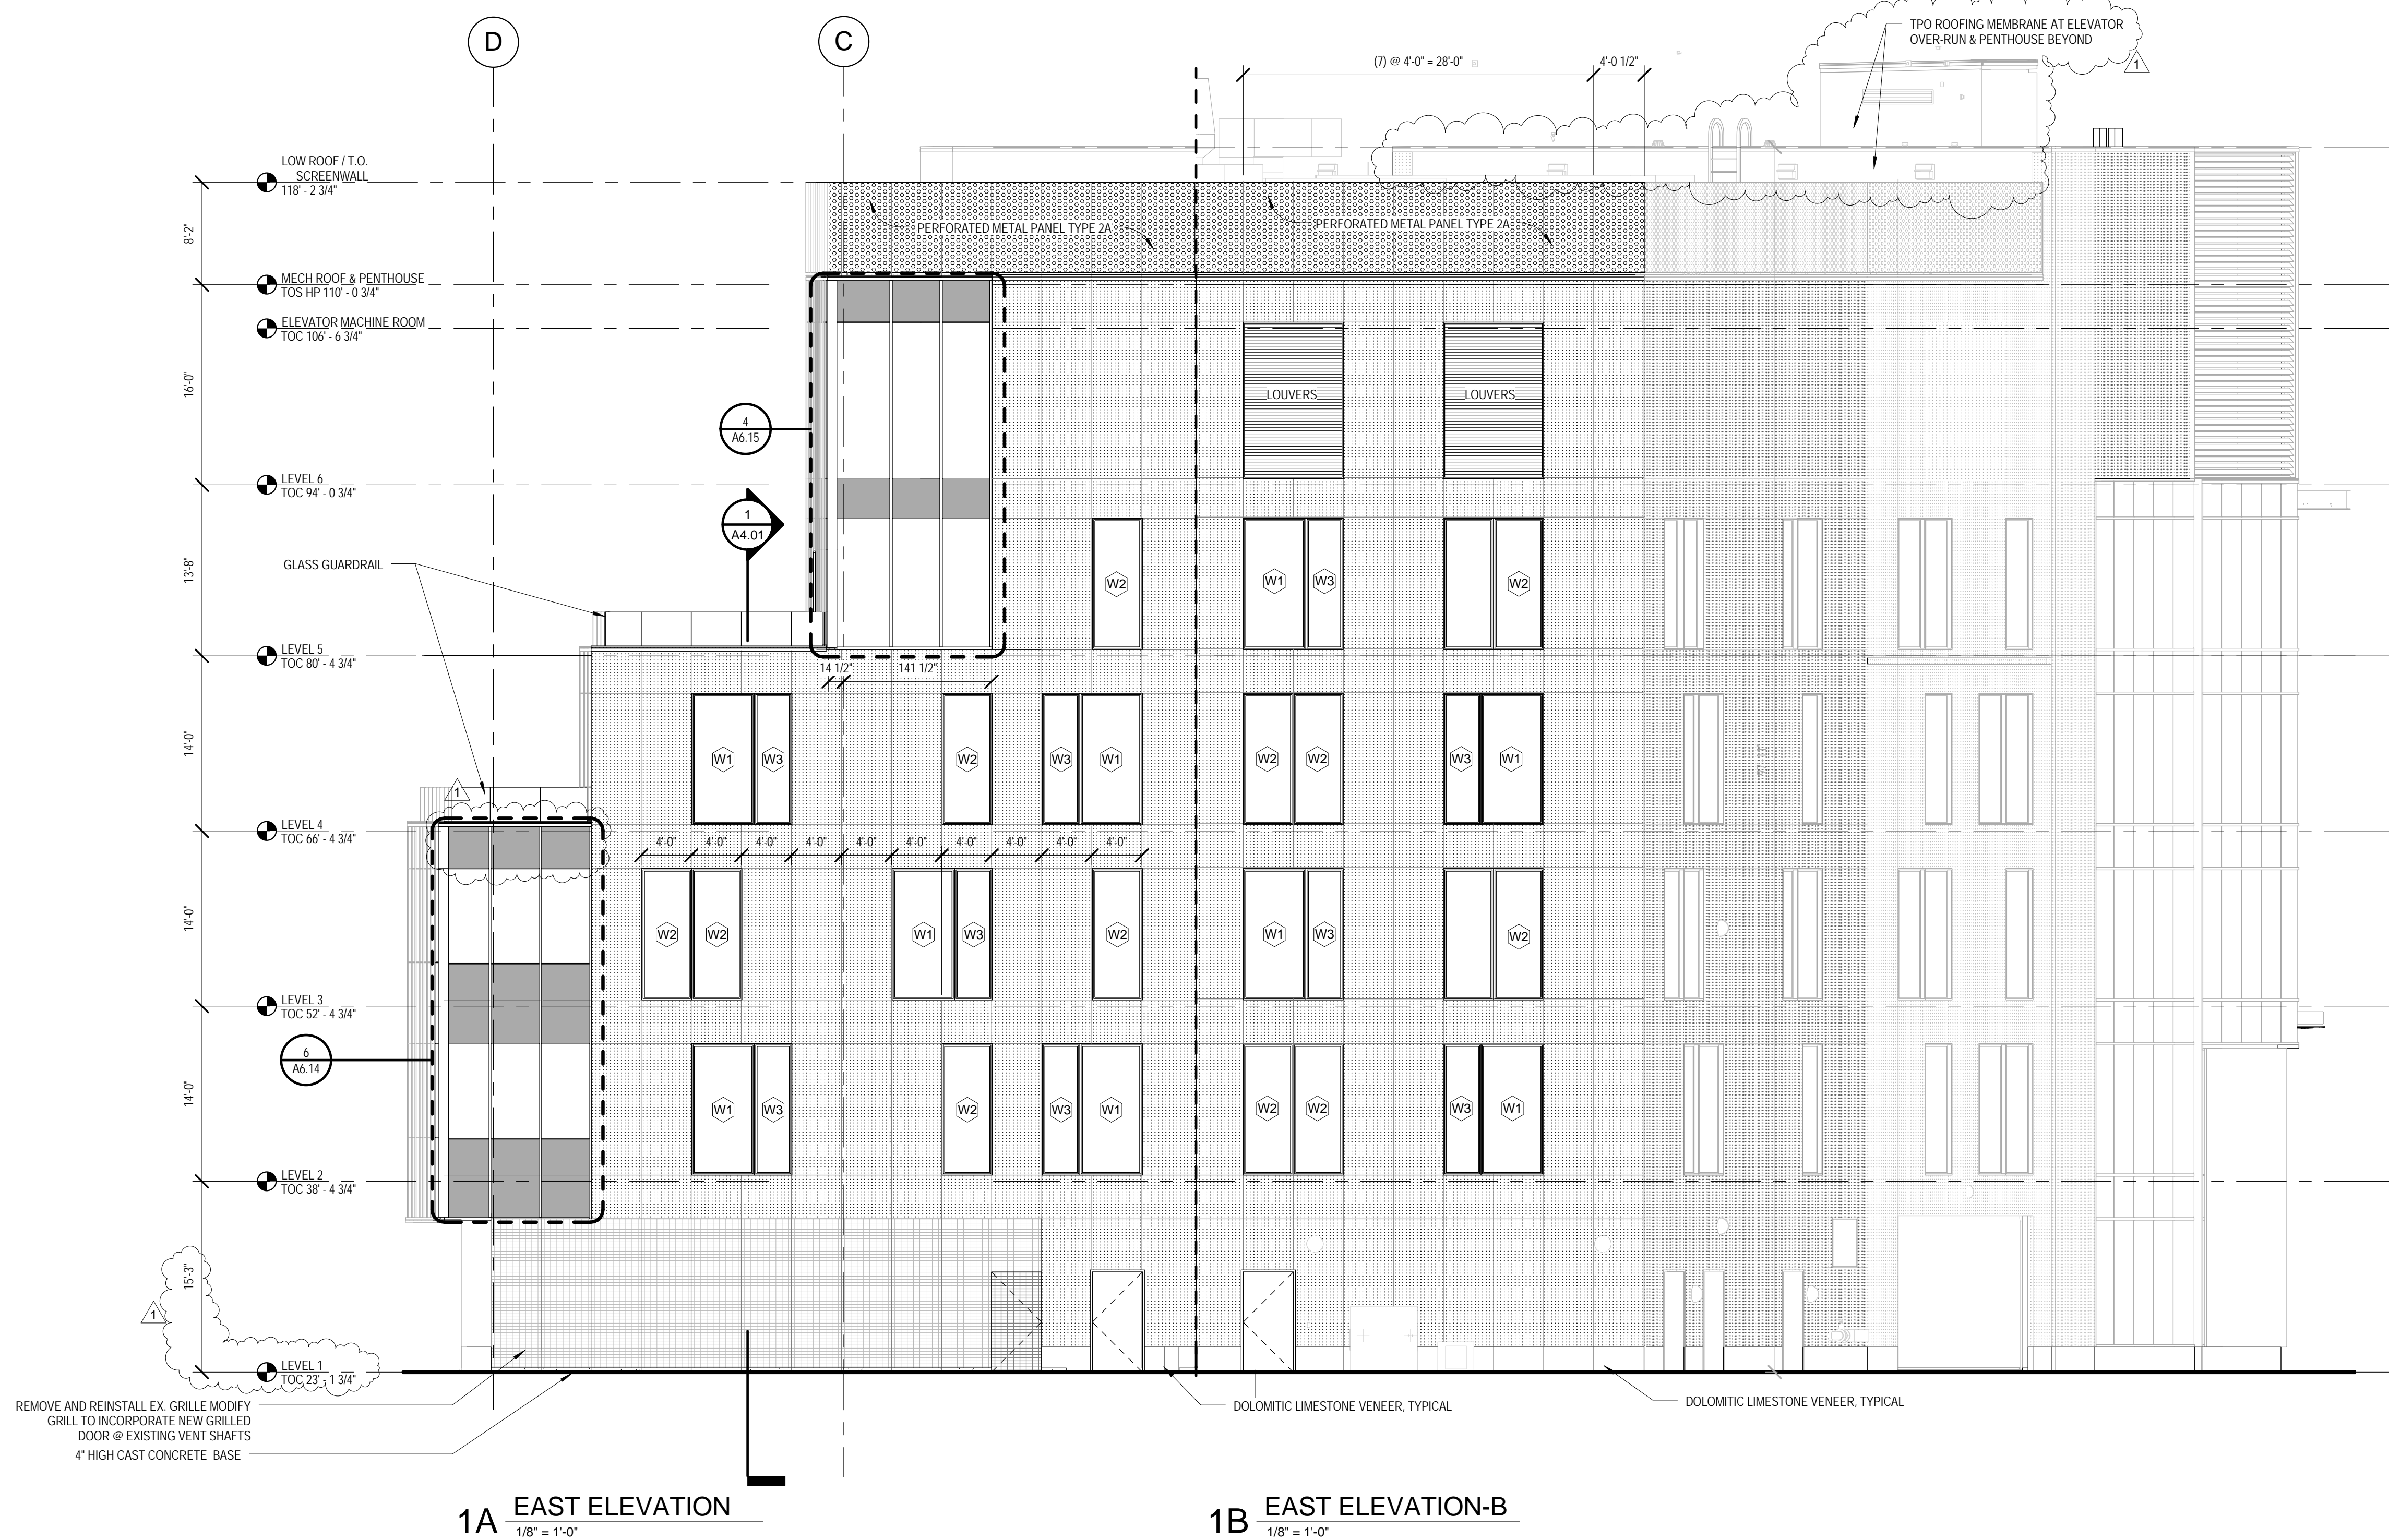 D
C
TPO ROOFING MEMBRANE AT ELEVATOR
OVER-RUN & PENTHOUSE BEYOND
1
(7) @ 4'-0" = 28'-0"
4'-0 1/2"
LOW ROOF / T.O.
SCREENWALL
118' - 2 3/4"
8'-2"
PERFORATED METAL PANEL TYPE 2A
PERFORATED METAL PANEL TYPE 2A
MECH ROOF & PENTHOUSE
TOS HP 110' - 0 3/4"
ELEVATOR MACHINE ROOM
TOC 106' - 6 3/4"
16'-0"
LOUVERS
LOUVERS
4
A6.15
LEVEL 6
TOC 94' - 0 3/4"
1
A4.01
13'-8"
GLASS GUARDRAIL
W2
W1
W3
W2
LEVEL 5
TOC 80' - 4 3/4"
14 1/2"
141 1/2"
14'-0"
W1
W3
W2
W3
W1
W2
W2
W3
W1
1
LEVEL 4
TOC 66' - 4 3/4"
4'-0"
4'-0"
4'-0"
4'-0"
4'-0"
4'-0"
4'-0"
4'-0"
4'-0"
4'-0"
14'-0"
W2
W2
W1
W3
W2
W1
W3
W2
LEVEL 3
TOC 52' - 4 3/4"
6
A6.14
14'-0"
W1
W3
W2
W3
W1
W2
W2
W3
W1
LEVEL 2
TOC 38' - 4 3/4"
15'-3"
1
LEVEL 1
TOC 23' - 1 3/4"
REMOVE AND REINSTALL EX. GRILLE MODIFY
GRILL TO INCORPORATE NEW GRILLED
DOOR @ EXISTING VENT SHAFTS
4" HIGH CAST CONCRETE BASE
DOLOMITIC LIMESTONE VENEER, TYPICAL
DOLOMITIC LIMESTONE VENEER, TYPICAL
1A EAST ELEVATION
1/8" = 1'-0"
1B EAST ELEVATION-B
1/8" = 1'-0"